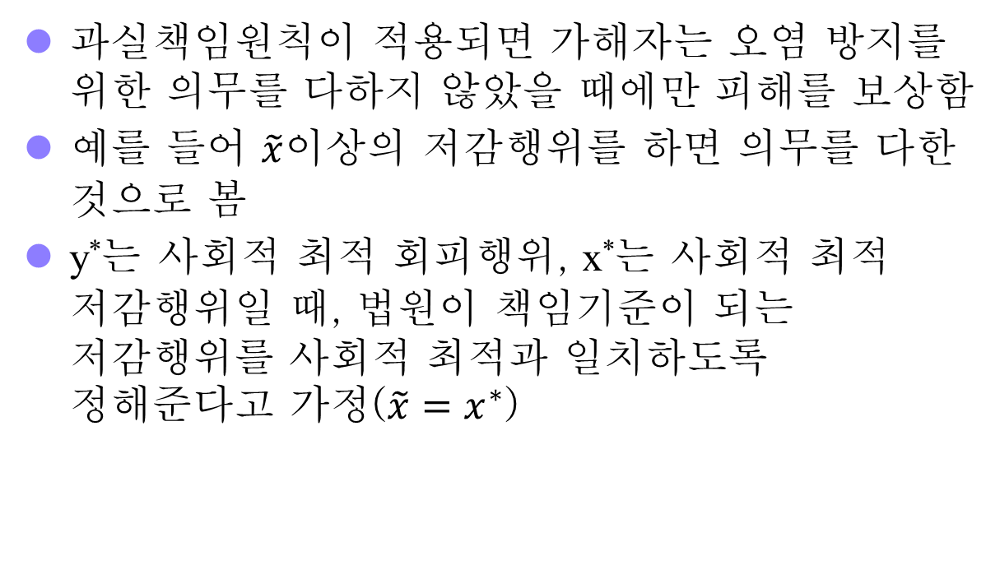 ● 과실책임원칙이 적용되면 가해자는 오염 방지를
위한 의무를 다하지 않았을 때에만 피해를 보상함
● 예를 들어 x̃이상의 저감행위를 하면 의무를 다한
것으로 봄
● y*는 사회적 최적 회피행위, x*는 사회적 최적
저감행위일 때, 법원이 책임기준이 되는
저감행위를 사회적 최적과 일치하도록
정해준다고 가정(x̃ = x*)